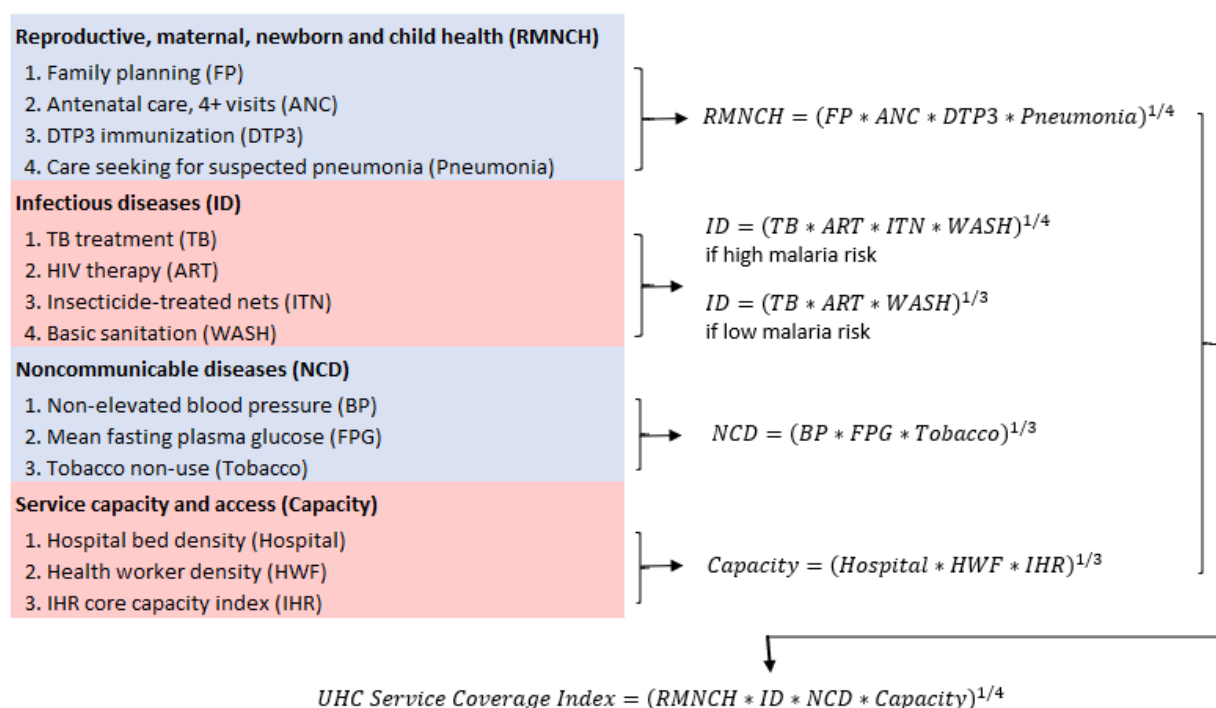 Reproductive, maternal, newborn and child health (RMNCH)
1. Family planning (FP)
2. Antenatal care, 4+ visits (ANC)
3. DTP3 immunization (DTP3)
4. Care seeking for suspected pneumonia (Pneumonia)
RMNCH = (FP * ANC * DTP3 * Pneumonia)^{1/4}
Infectious diseases (ID)
1. TB treatment (TB)
2. HIV therapy (ART)
3. Insecticide-treated nets (ITN)
4. Basic sanitation (WASH)
ID = (TB * ART * ITN * WASH)^{1/4}
if high malaria risk
ID = (TB * ART * WASH)^{1/3}
if low malaria risk
Noncommunicable diseases (NCD)
1. Non-elevated blood pressure (BP)
2. Mean fasting plasma glucose (FPG)
3. Tobacco non-use (Tobacco)
NCD = (BP * FPG * Tobacco)^{1/3}
Service capacity and access (Capacity)
1. Hospital bed density (Hospital)
2. Health worker density (HWF)
3. IHR core capacity index (IHR)
Capacity = (Hospital * HWF * IHR)^{1/3}
UHC Service Coverage Index = (RMNCH * ID * NCD * Capacity)^{1/4}